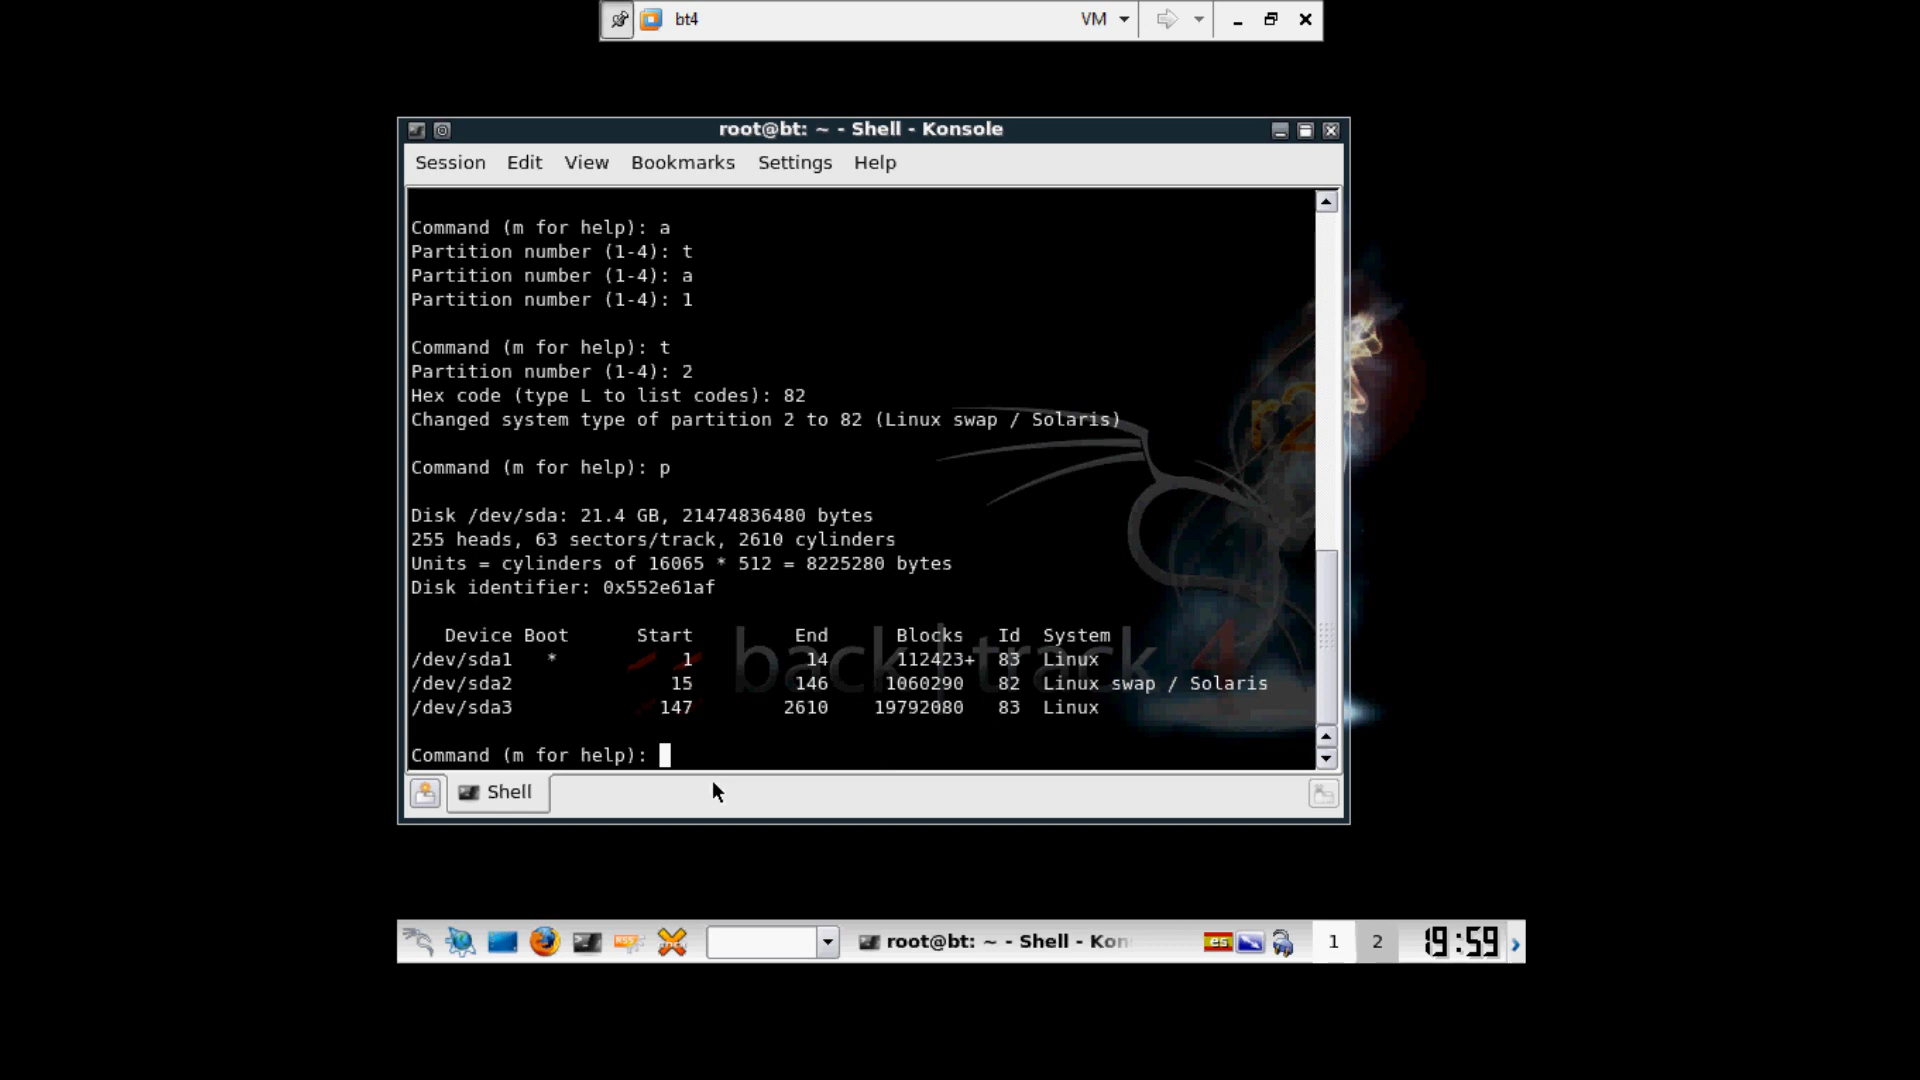 bt4 VM
root@bt: ~ - Shell - Konsole
Session Edit View Bookmarks Settings Help
Command (m for help): a
Partition number (1-4): t
Partition number (1-4): a
Partition number (1-4): 1
Command (m for help): t
Partition number (1-4): 2
Hex code (type L to list codes): 82
Changed system type of partition 2 to 82 (Linux swap / Solaris)
Command (m for help): p
Disk /dev/sda: 21.4 GB, 21474836480 bytes
255 heads, 63 sectors/track, 2610 cylinders
Units = cylinders of 16065 * 512 = 8225280 bytes
Disk identifier: 0x552e61af
Device Boot Start End Blocks Id System
/dev/sda1 * 1 14 112423+ 83 Linux
/dev/sda2 15 146 1060290 82 Linux swap / Solaris
/dev/sda3 147 2610 19792080 83 Linux
back | track 4
Command (m for help):
Shell
root@bt: ~ - Shell - Kon es 1 2 19:59